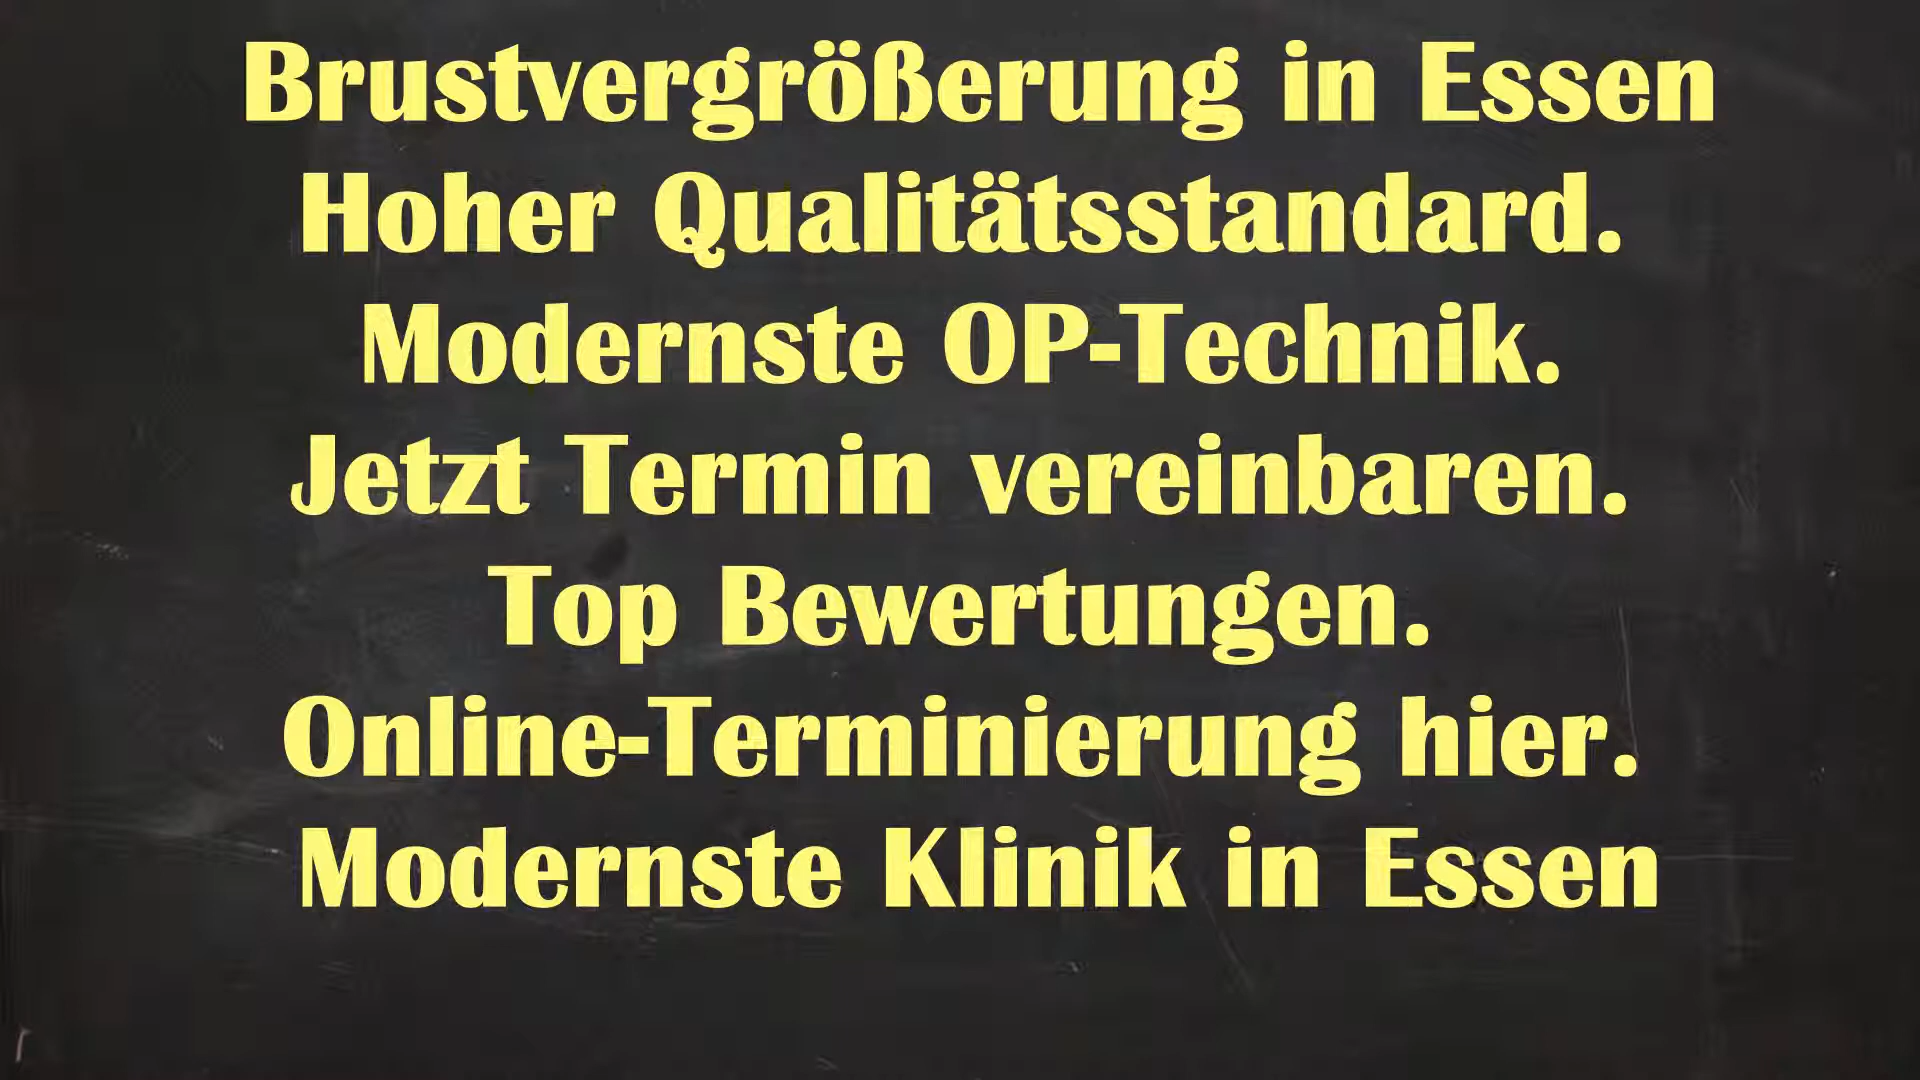 Brustvergrößerung in Essen
Hoher Qualitätsstandard.
Modernste OP-Technik.
Jetzt Termin vereinbaren.
Top Bewertungen.
Online-Terminierung hier.
Modernste Klinik in Essen